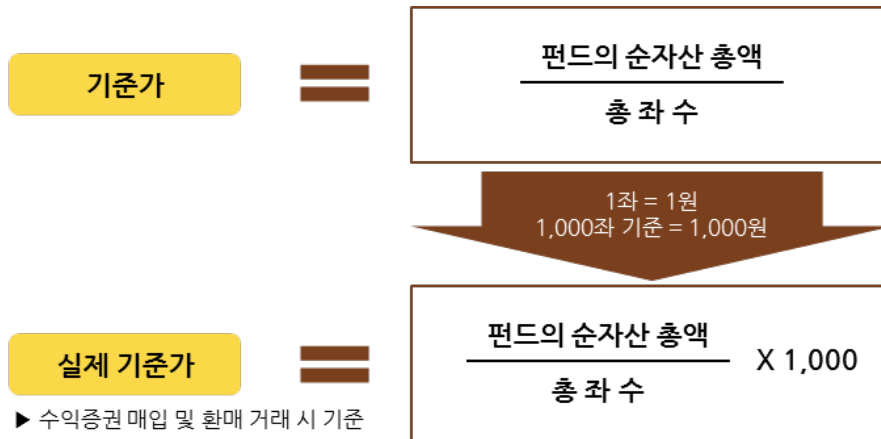 기준가
펀드의 순자산 총액
총 좌 수
1좌 = 1원
1,000좌 기준 = 1,000원
실제 기준가
펀드의 순자산 총액
총 좌 수
X 1,000
▶ 수익증권 매입 및 환매 거래 시 기준